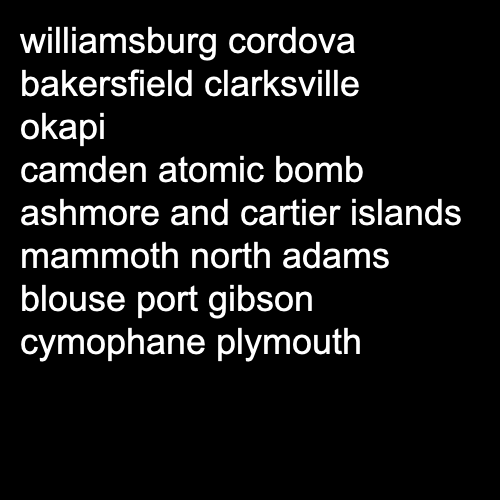 williamsburg cordova
bakersfield clarksville
okapi
camden atomic bomb
ashmore and cartier islands
mammoth north adams
blouse port gibson
cymophane plymouth